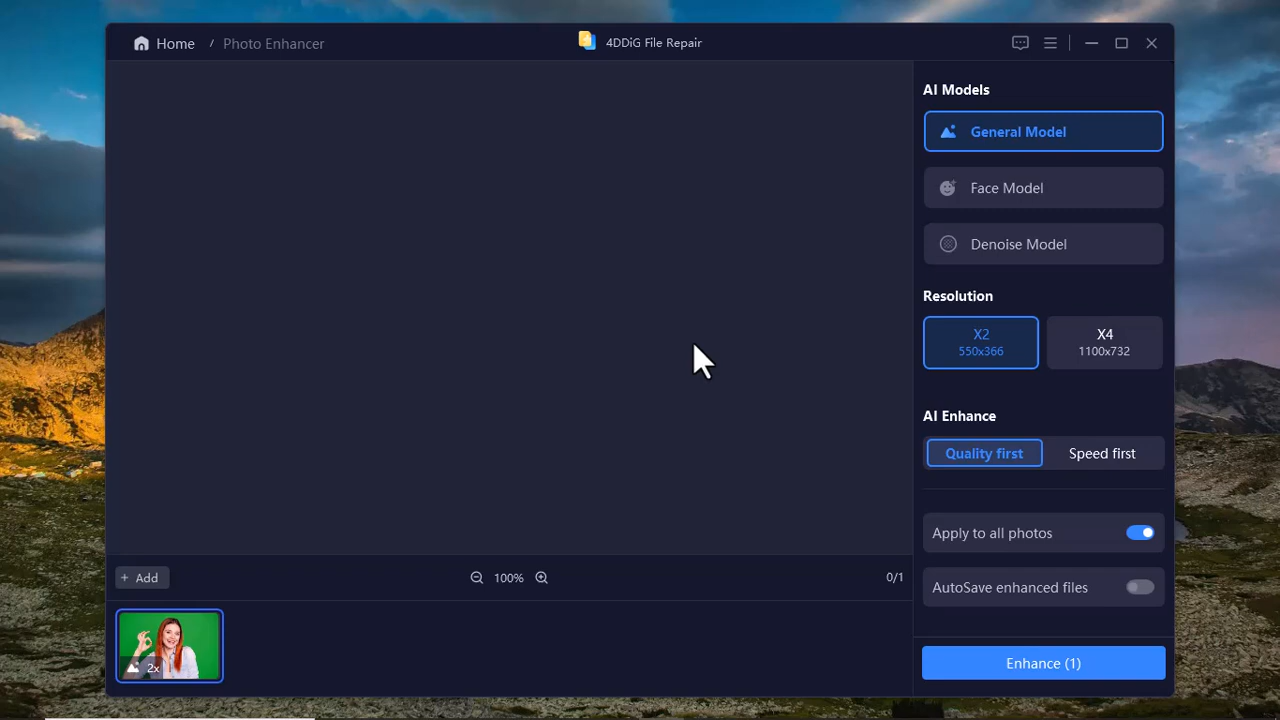 Home / Photo Enhancer
4DDiG File Repair
AI Models
General Model
Face Model
Denoise Model
Resolution
X2
550x366
X4
1100x732
AI Enhance
Quality first
Speed first
Apply to all photos
AutoSave enhanced files
+ Add
100%
0/1
2x
Enhance (1)